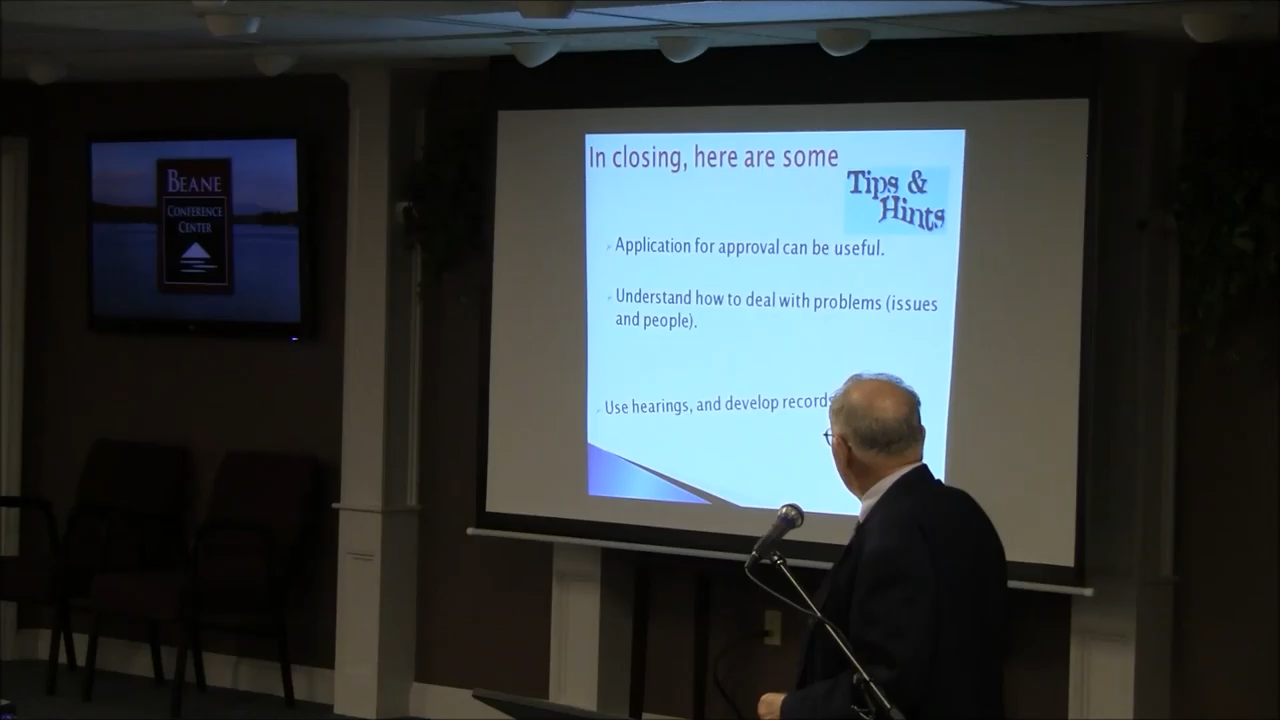 BEANE
CONFERENCE
CENTER
In closing, here are some
Tips &
Hints
Application for approval can be useful.
Understand how to deal with problems (issues
and people).
Use hearings, and develop records